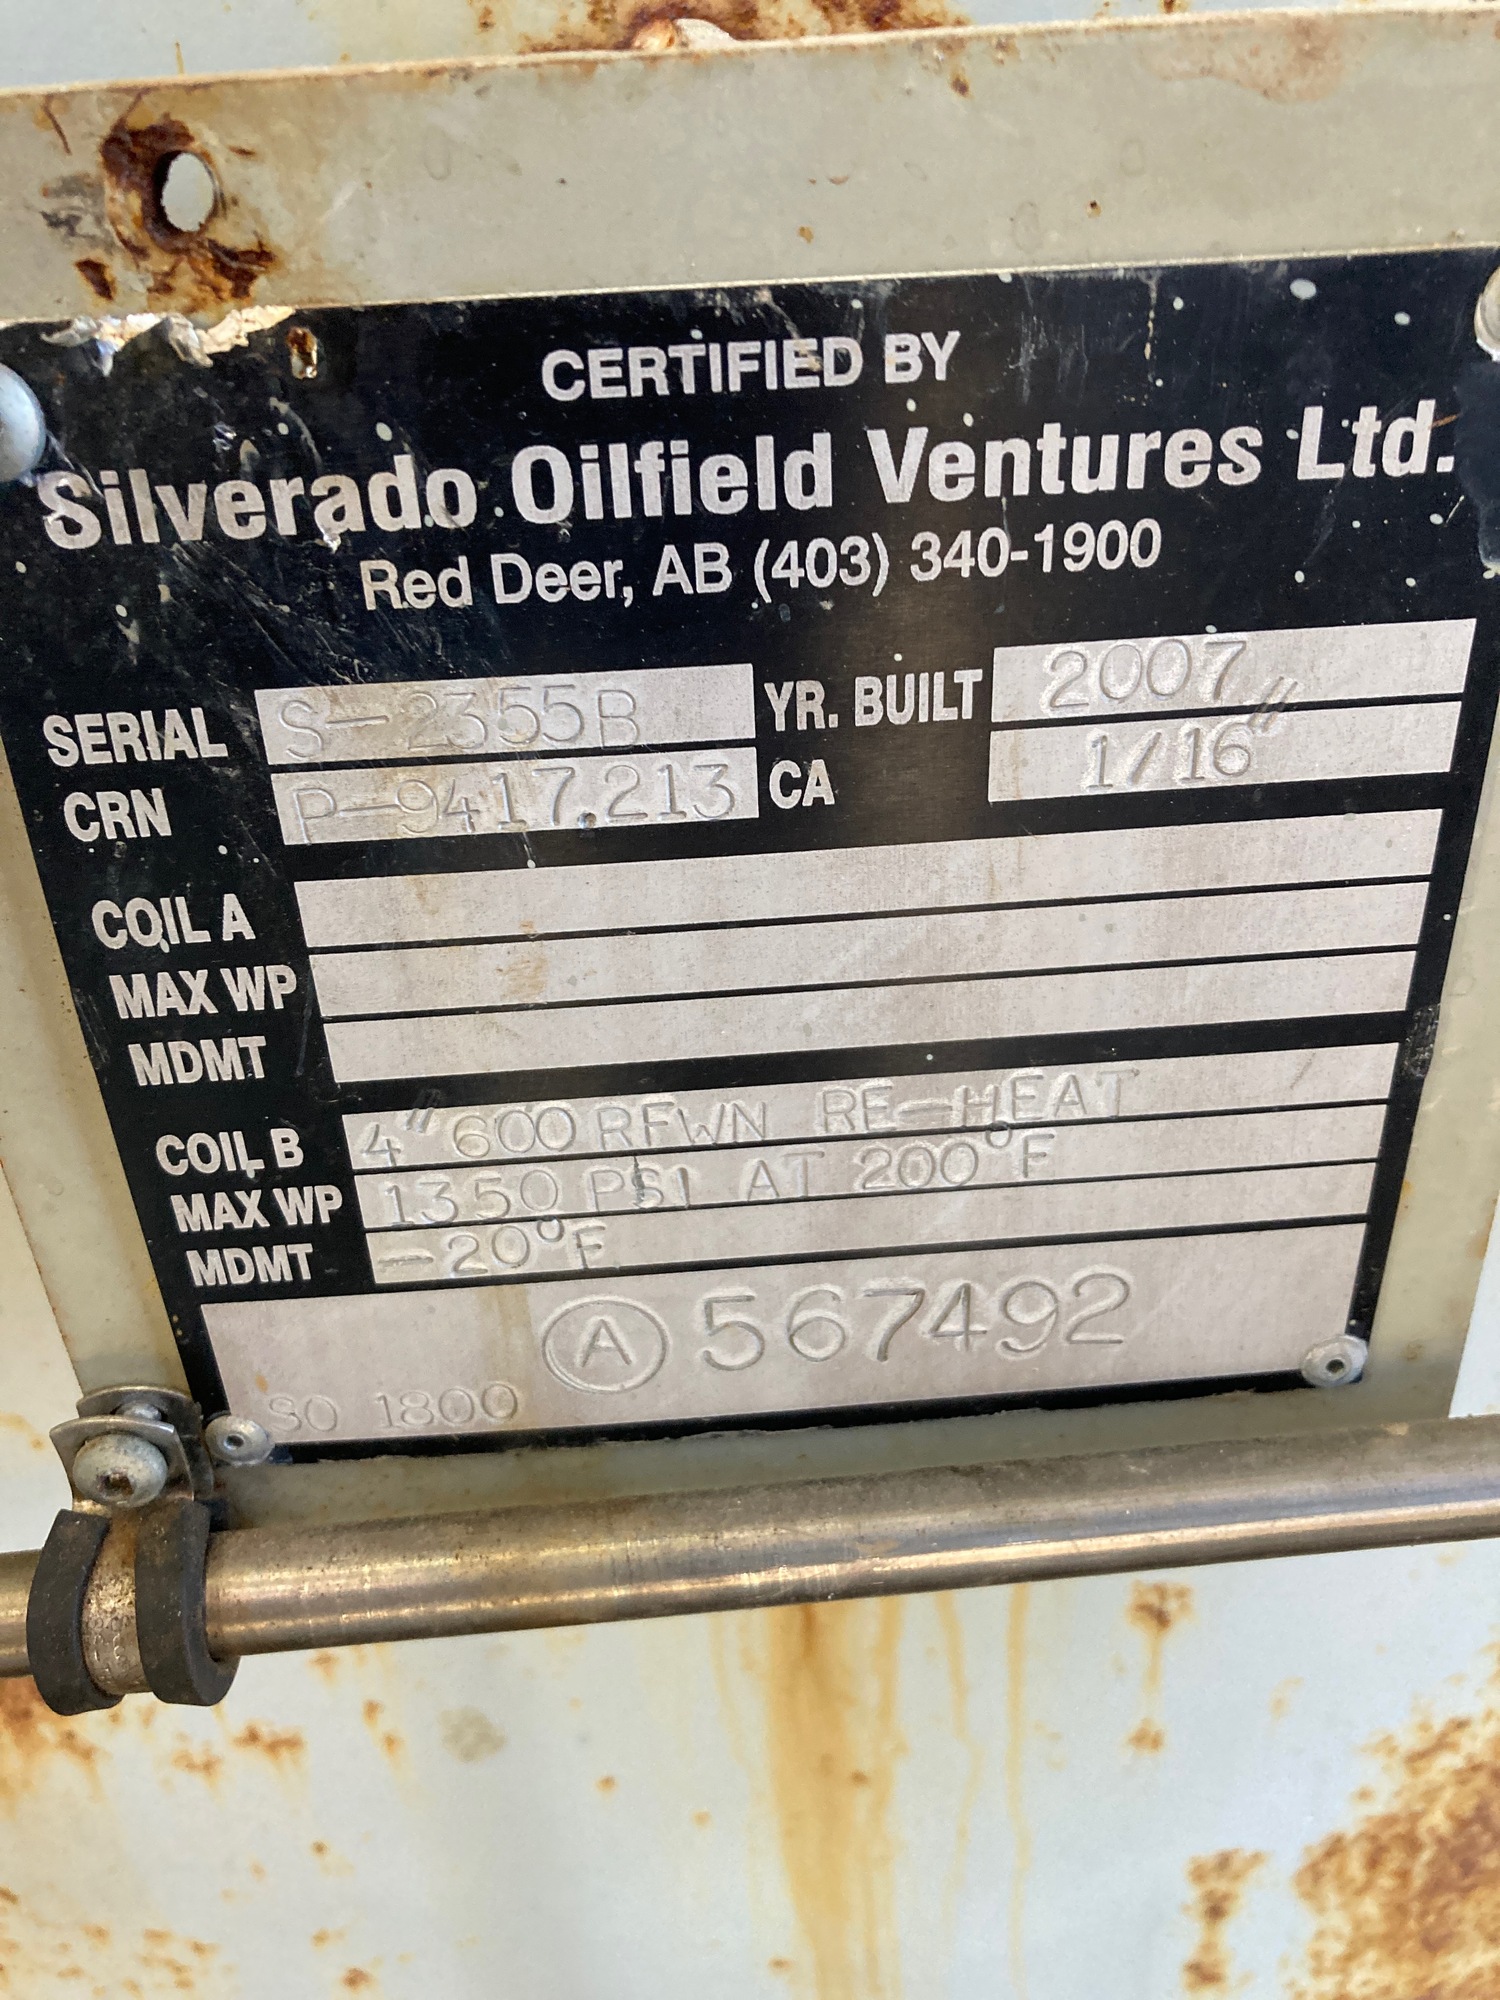 CERTIFIED BY
Silverado Oilfield Ventures Ltd.
Red Deer, AB (403) 340-1900
SERIAL S-2355B YR. BUILT 2007
CRN P-9417.213 CA 1/16"
COIL A
MAX WP
MDMT
COIL B 4" 600 RFWN RE-HEAT
MAX WP 1350 PSI AT 200°F
MDMT -20°F
Ⓐ 567492
SO 1800